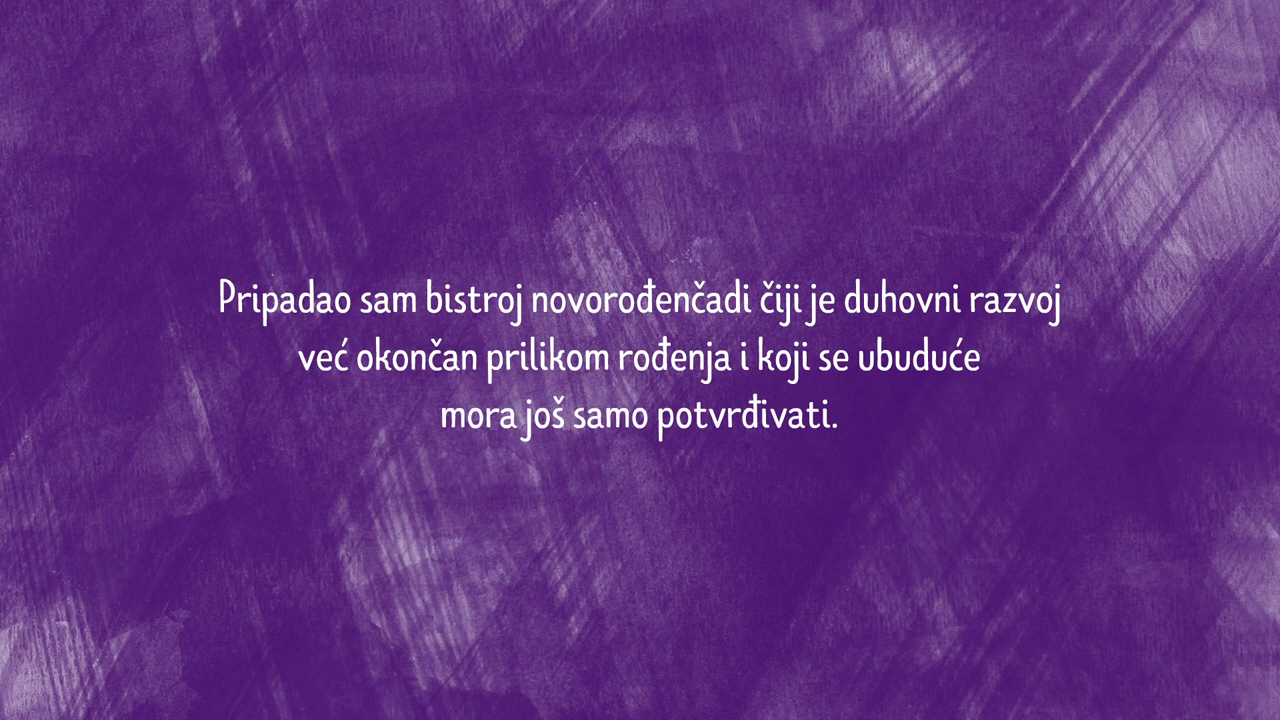 Pripadao sam bistroj novorođenčadi čiji je duhovni razvoj
već okončan prilikom rođenja i koji se ubuduće
mora još samo potvrđivati.